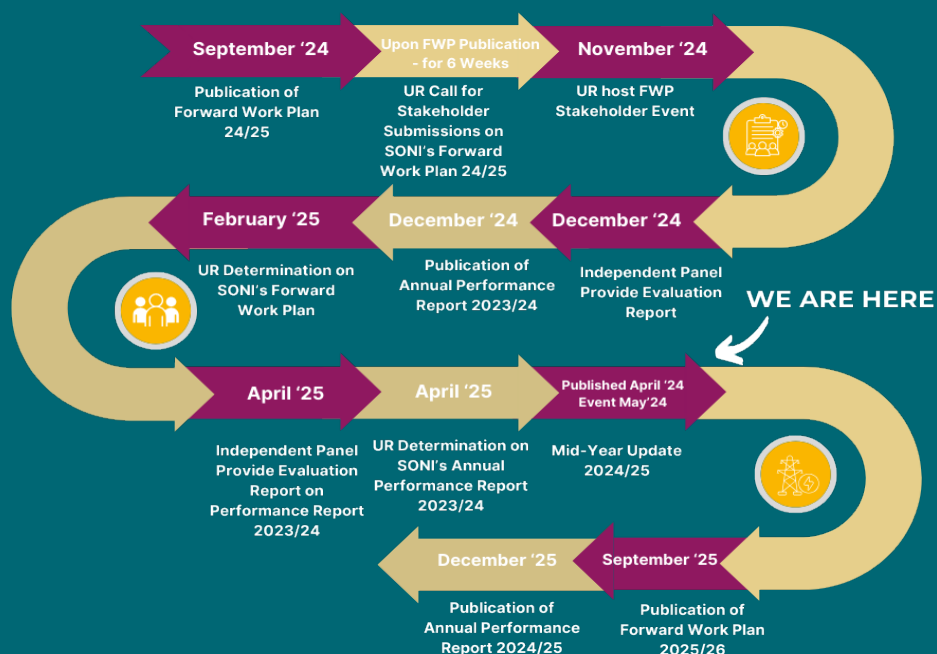 September ‘24
Publication of
Forward Work Plan
24/25
Upon FWP Publication
- for 6 Weeks
UR Call for
Stakeholder
Submissions on
SONI’s Forward
Work Plan 24/25
November ‘24
UR host FWP
Stakeholder Event
December ‘24
Independent Panel
Provide Evaluation
Report
December ‘24
Publication of
Annual Performance
Report 2023/24
February ‘25
UR Determination on
SONI’s Forward
Work Plan
WE ARE HERE
April ‘25
Independent Panel
Provide Evaluation
Report on
Performance Report
2023/24
April ‘25
UR Determination on
SONI’s Annual
Performance Report
2023/24
Published April ‘24
Event May’24
Mid-Year Update
2024/25
September ‘25
Publication of
Forward Work Plan
2025/26
December ‘25
Publication of
Annual Performance
Report 2024/25